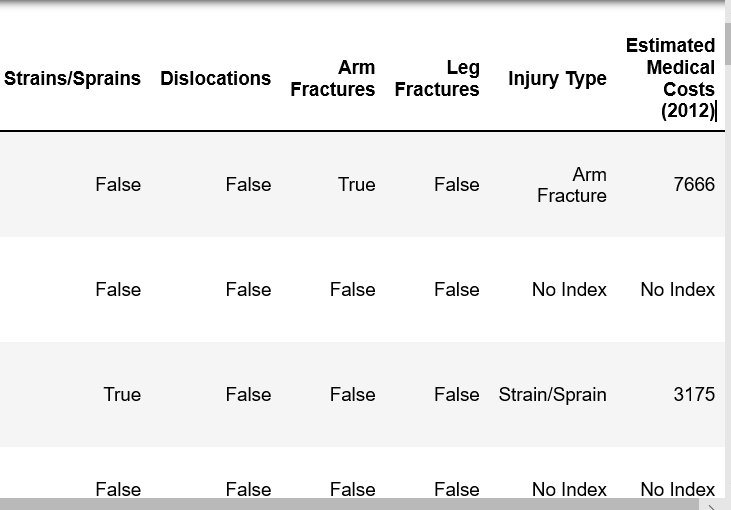 Strains/Sprains Dislocations Arm Fractures Leg Fractures Injury Type Estimated Medical Costs (2012)
False False True False Arm Fracture 7666
False False False False No Index No Index
True False False False Strain/Sprain 3175
False False False False No Index No Index